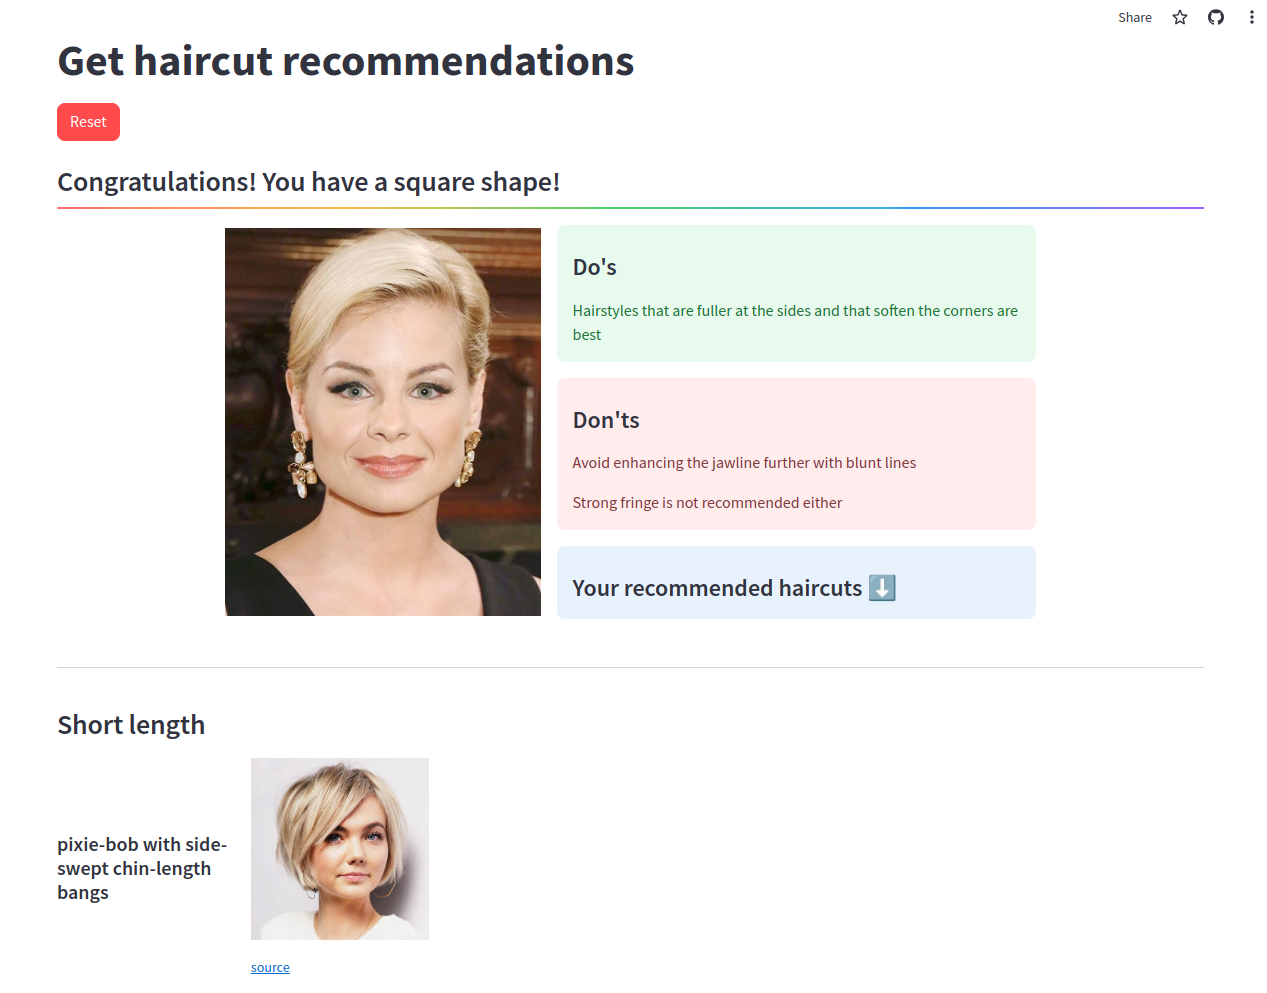 Share
Get haircut recommendations
Reset
Congratulations! You have a square shape!
Do's
Hairstyles that are fuller at the sides and that soften the corners are
best
Don'ts
Avoid enhancing the jawline further with blunt lines
Strong fringe is not recommended either
Your recommended haircuts ⬇️
Short length
pixie-bob with side-
swept chin-length
bangs
source